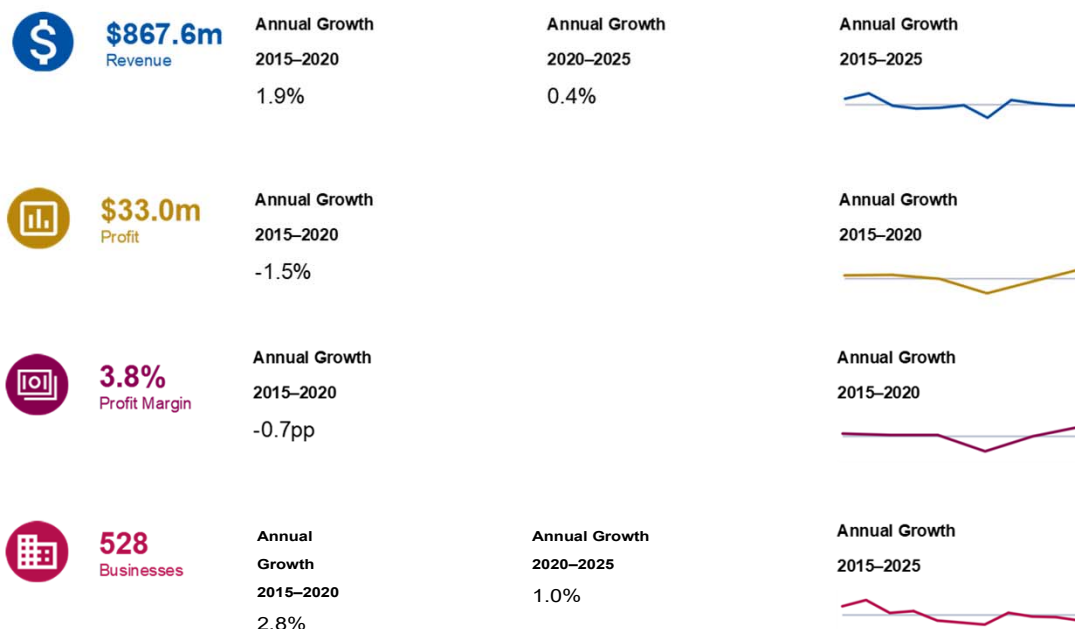 $867.6m
Revenue
Annual Growth
2015–2020
1.9%
Annual Growth
2020–2025
0.4%
Annual Growth
2015–2025
$33.0m
Profit
Annual Growth
2015–2020
-1.5%
Annual Growth
2015–2020
3.8%
Profit Margin
Annual Growth
2015–2020
-0.7pp
Annual Growth
2015–2020
528
Businesses
Annual
Growth
2015–2020
2.8%
Annual Growth
2020–2025
1.0%
Annual Growth
2015–2025